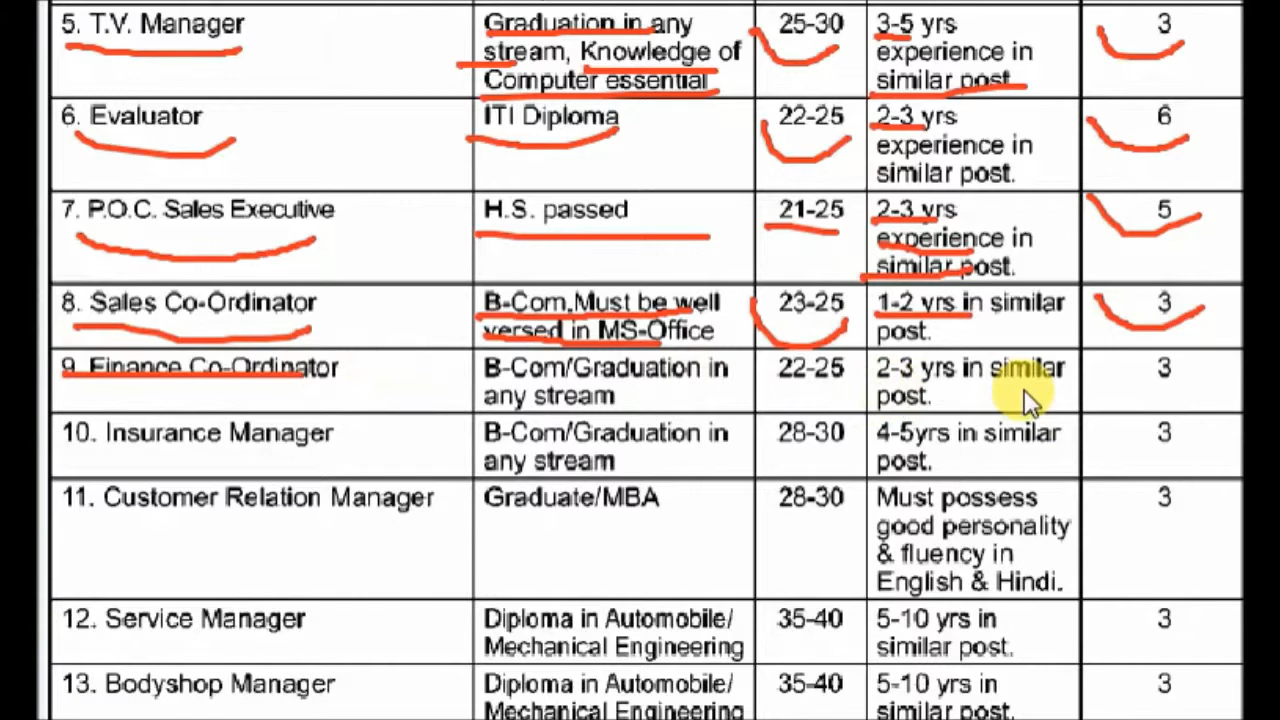 5. T.V. Manager Graduation in any 25-30 3-5 yrs 3
stream, Knowledge of experience in
Computer essential similar post.
6. Evaluator ITI Diploma 22-25 2-3 yrs 6
experience in
similar post.
7. P.O.C. Sales Executive H.S. passed 21-25 2-3 yrs 5
experience in
similar post.
8. Sales Co-Ordinator B-Com,Must be well 23-25 1-2 yrs in similar 3
versed in MS-Office post.
9. Finance Co-Ordinator B-Com/Graduation in 22-25 2-3 yrs in similar 3
any stream post.
10. Insurance Manager B-Com/Graduation in 28-30 4-5yrs in similar 3
any stream post.
11. Customer Relation Manager Graduate/MBA 28-30 Must possess 3
good personality
& fluency in
English & Hindi.
12. Service Manager Diploma in Automobile/ 35-40 5-10 yrs in 3
Mechanical Engineering similar post.
13. Bodyshop Manager Diploma in Automobile/ 35-40 5-10 yrs in 3
Mechanical Engineering similar post.